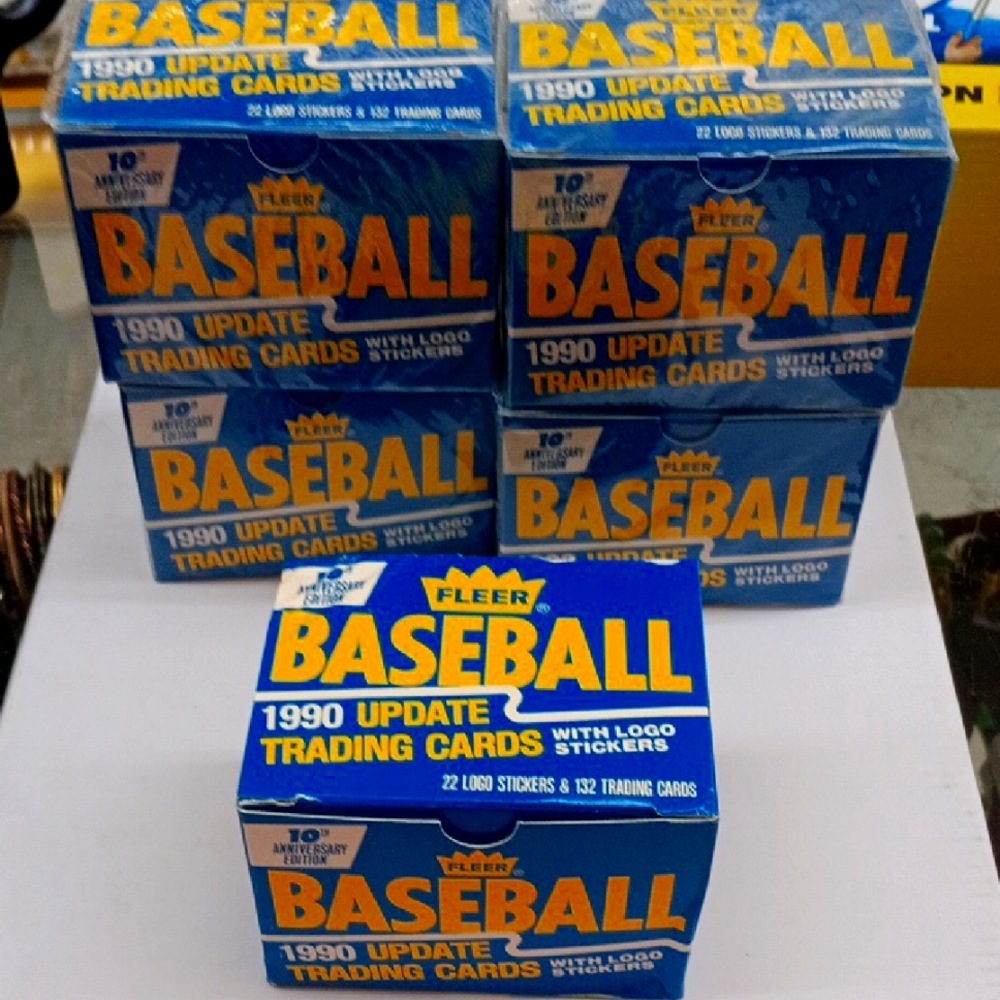 BASEBALL
1990 UPDATE
TRADING CARDS WITH LOGO STICKERS
22 LOGO STICKERS & 132 TRADING CARDS
10TH
ANNIVERSARY
EDITION
FLEER
BASEBALL
1990 UPDATE
TRADING CARDS WITH LOGO STICKERS
FLEER
BASEBALL
1990 UPDATE
TRADING CARDS WITH LOGO STICKERS
22 LOGO STICKERS & 132 TRADING CARDS
10TH
ANNIVERSARY
EDITION
FLEER ®
BASEBALL
1990 UPDATE
TRADING CARDS WITH LOGO STICKERS
PN
10TH
ANNIVERSARY
EDITION
FLEER
BASEBALL
1990 UPDATE
TRADING CARDS WITH LOGO STICKERS
10TH
ANNIVERSARY
EDITION
FLEER
BASEBALL
UPDATE
DS WITH LOGO STICKERS
10TH
ANNIVERSARY
EDITION
FLEER ®
BASEBALL
1990 UPDATE
TRADING CARDS WITH LOGO STICKERS
22 LOGO STICKERS & 132 TRADING CARDS
10TH
ANNIVERSARY
EDITION
FLEER ®
BASEBALL
1990 UPDATE
TRADING CARDS WITH LOGO STICKERS